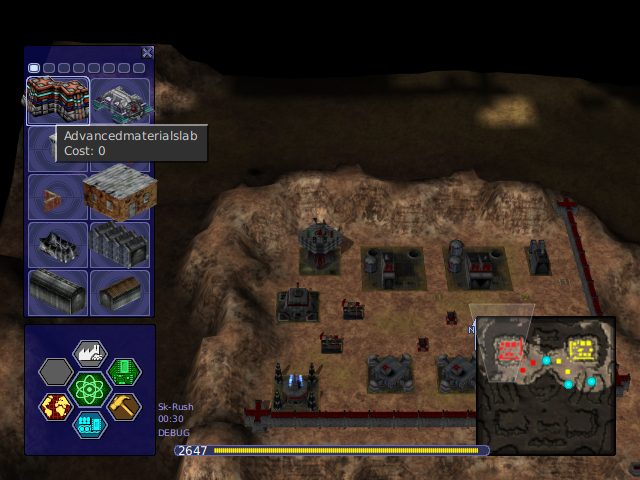 Advancedmaterialslab
Cost: 0
N
Sk-Rush
00:30
DEBUG
2647